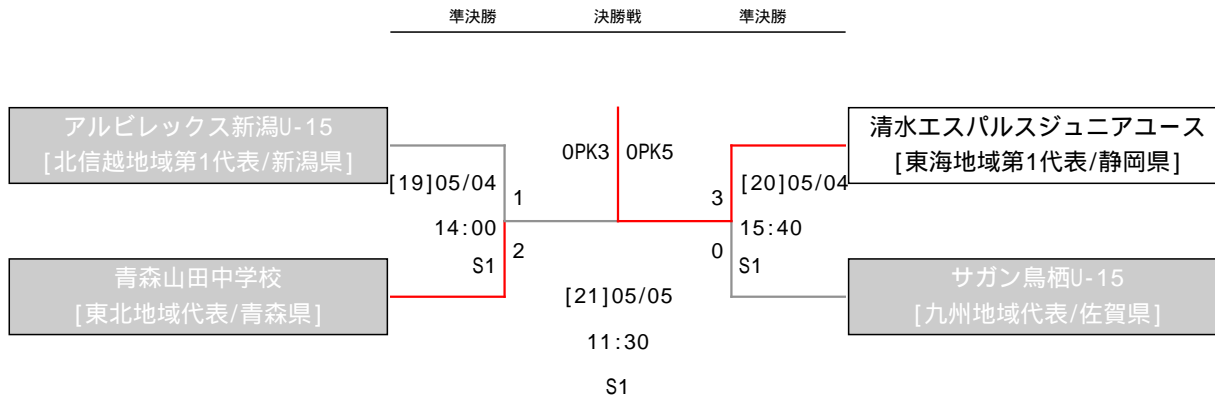 準決勝 決勝戦 準決勝
アルビレックス新潟U-15
[北信越地域第1代表/新潟県]
清水エスパルスジュニアユース
[東海地域第1代表/静岡県]
0PK3 0PK5
[19]05/04 1 3 [20]05/04
14:00 15:40
S1 2 0 S1
青森山田中学校
[東北地域代表/青森県]
サガン鳥栖U-15
[九州地域代表/佐賀県]
[21]05/05
11:30
S1